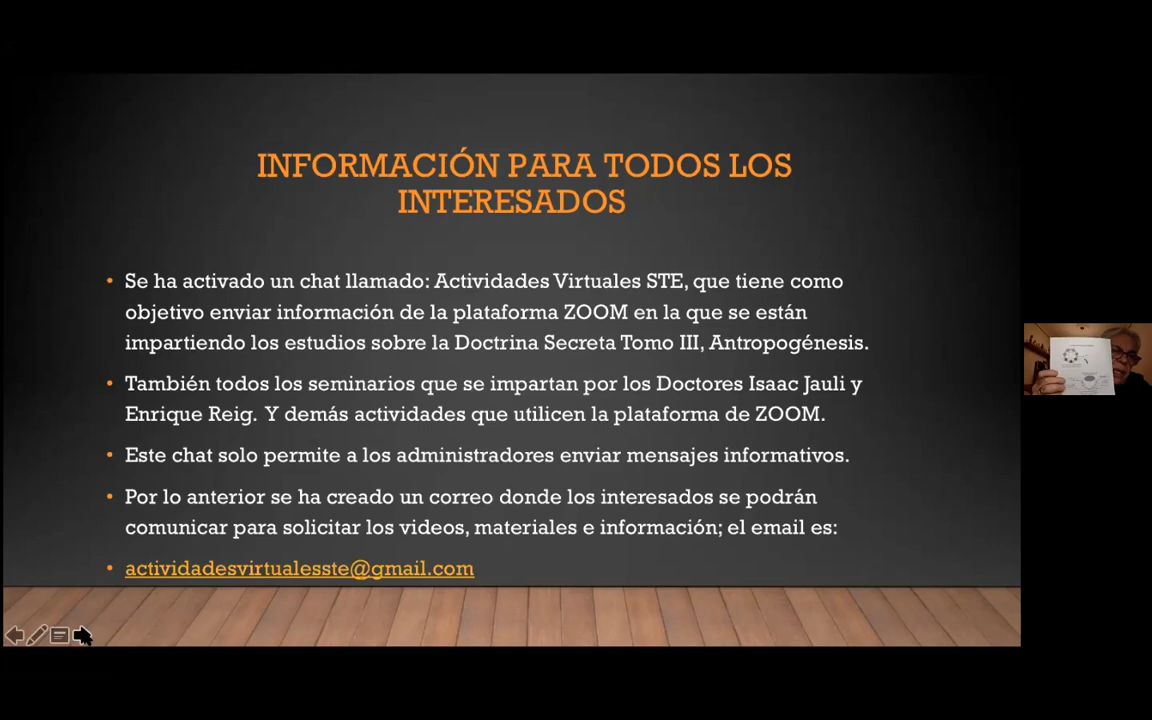 INFORMACIÓN PARA TODOS LOS
INTERESADOS
• Se ha activado un chat llamado: Actividades Virtuales STE, que tiene como
objetivo enviar información de la plataforma ZOOM en la que se están
impartiendo los estudios sobre la Doctrina Secreta Tomo III, Antropogénesis.
• También todos los seminarios que se impartan por los Doctores Isaac Jauli y
Enrique Reig. Y demás actividades que utilicen la plataforma de ZOOM.
• Este chat solo permite a los administradores enviar mensajes informativos.
• Por lo anterior se ha creado un correo donde los interesados se podrán
comunicar para solicitar los videos, materiales e información; el email es:
• actividadesvirtualesste@gmail.com